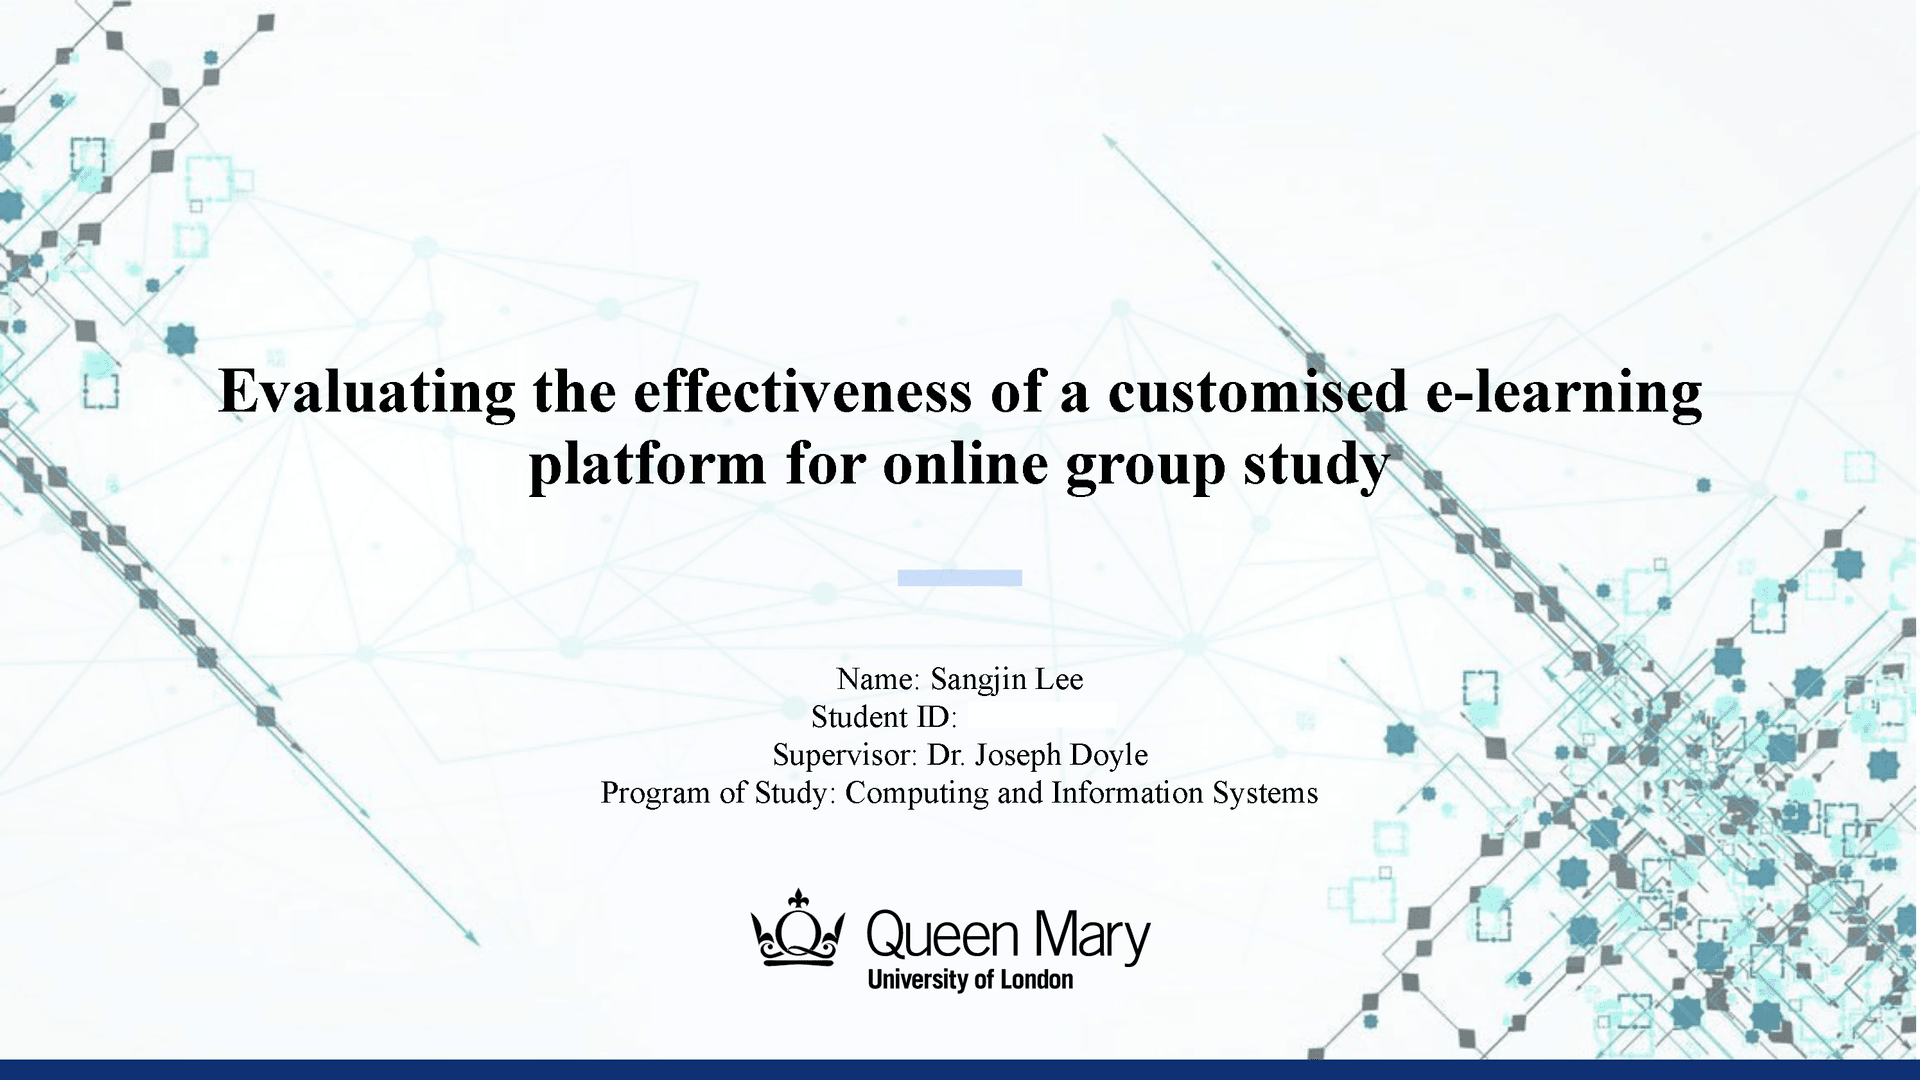 Evaluating the effectiveness of a customised e-learning
platform for online group study
Name: Sangjin Lee
Student ID:
Supervisor: Dr. Joseph Doyle
Program of Study: Computing and Information Systems
Queen Mary
University of London